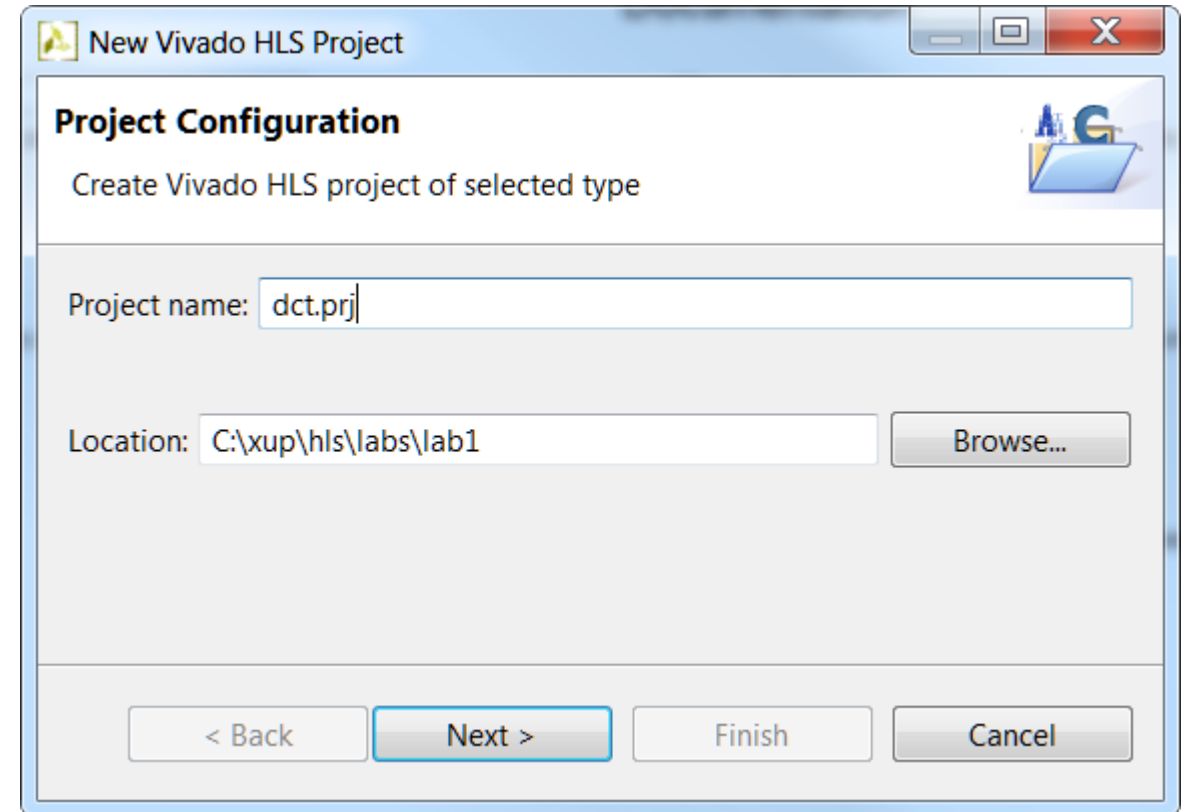 New Vivado HLS Project
Project Configuration
Create Vivado HLS project of selected type
Project name: dct.prj
Location: C:\xup\hls\labs\lab1 Browse...
< Back Next > Finish Cancel